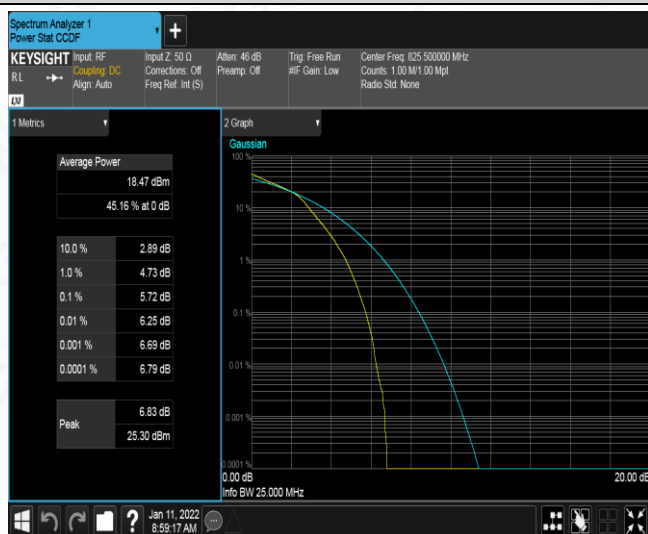 Spectrum Analyzer 1
Power Stat CCDF
+
KEYSIGHT
RL
LXI
Input: RF
Coupling: DC
Align: Auto
Input Z: 50 Ω
Corrections: Off
Freq Ref: Int (S)
Atten: 46 dB
Preamp: Off
Trig: Free Run
#IF Gain: Low
Center Freq: 825.500000 MHz
Counts: 1.00 M/1.00 Mpt
Radio Std: None
1 Metrics
Average Power
18.47 dBm
45.16 % at 0 dB
10.0 % 2.89 dB
1.0 % 4.73 dB
0.1 % 5.72 dB
0.01 % 6.25 dB
0.001 % 6.69 dB
0.0001 % 6.79 dB
Peak
6.83 dB
25.30 dBm
2 Graph
Gaussian
100 %
10 %
1 %
0.1 %
0.01 %
0.001 %
0.0001 %
0.00 dB
20.00 dB
Info BW 25.000 MHz
?
Jan 11, 2022
8:59:17 AM